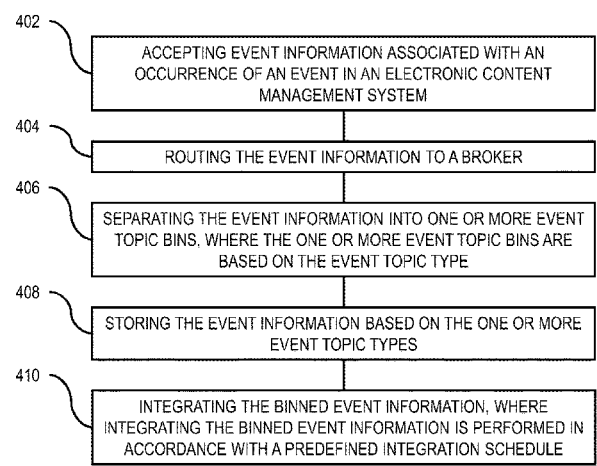 402
ACCEPTING EVENT INFORMATION ASSOCIATED WITH AN
OCCURRENCE OF AN EVENT IN AN ELECTRONIC CONTENT
MANAGEMENT SYSTEM
404
ROUTING THE EVENT INFORMATION TO A BROKER
406
SEPARATING THE EVENT INFORMATION INTO ONE OR MORE EVENT
TOPIC BINS, WHERE THE ONE OR MORE EVENT TOPIC BINS ARE
BASED ON THE EVENT TOPIC TYPE
408
STORING THE EVENT INFORMATION BASED ON THE ONE OR MORE
EVENT TOPIC TYPES
410
INTEGRATING THE BINNED EVENT INFORMATION, WHERE
INTEGRATING THE BINNED EVENT INFORMATION IS PERFORMED IN
ACCORDANCE WITH A PREDEFINED INTEGRATION SCHEDULE